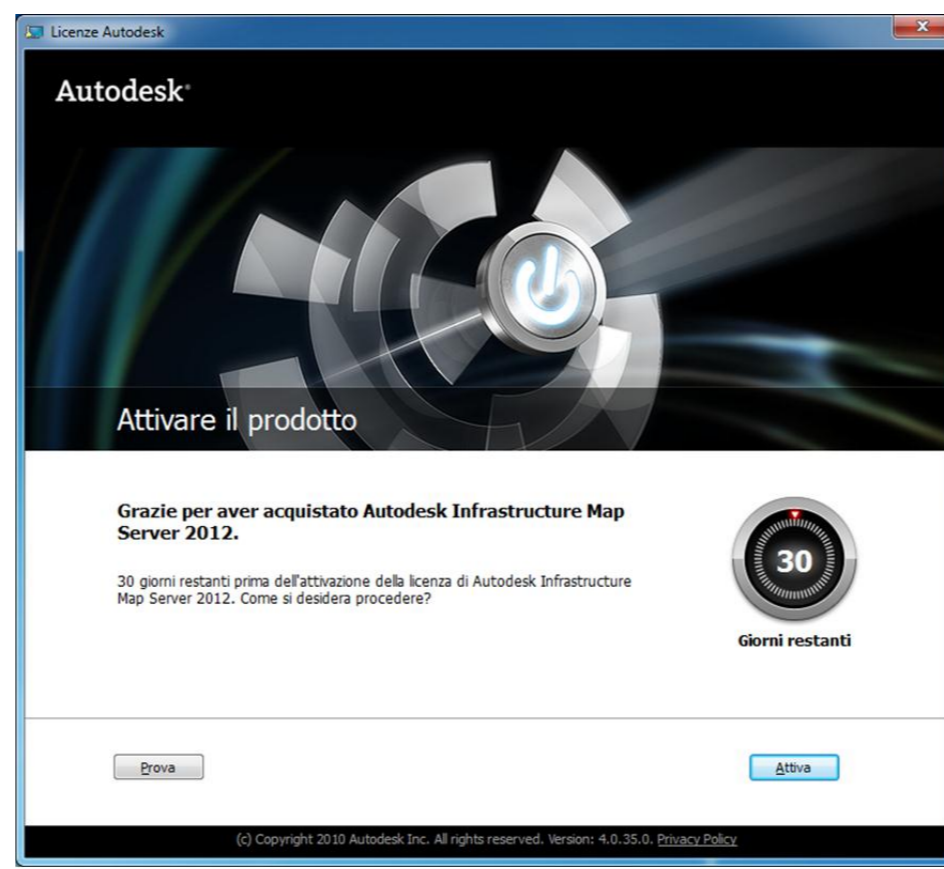 Licenze Autodesk
Autodesk®
Attivare il prodotto
Grazie per aver acquistato Autodesk Infrastructure Map
Server 2012.
30 giorni restanti prima dell'attivazione della licenza di Autodesk Infrastructure
Map Server 2012. Come si desidera procedere?
30
Giorni restanti
Prova
Attiva
(c) Copyright 2010 Autodesk Inc. All rights reserved. Version: 4.0.35.0. Privacy Policy